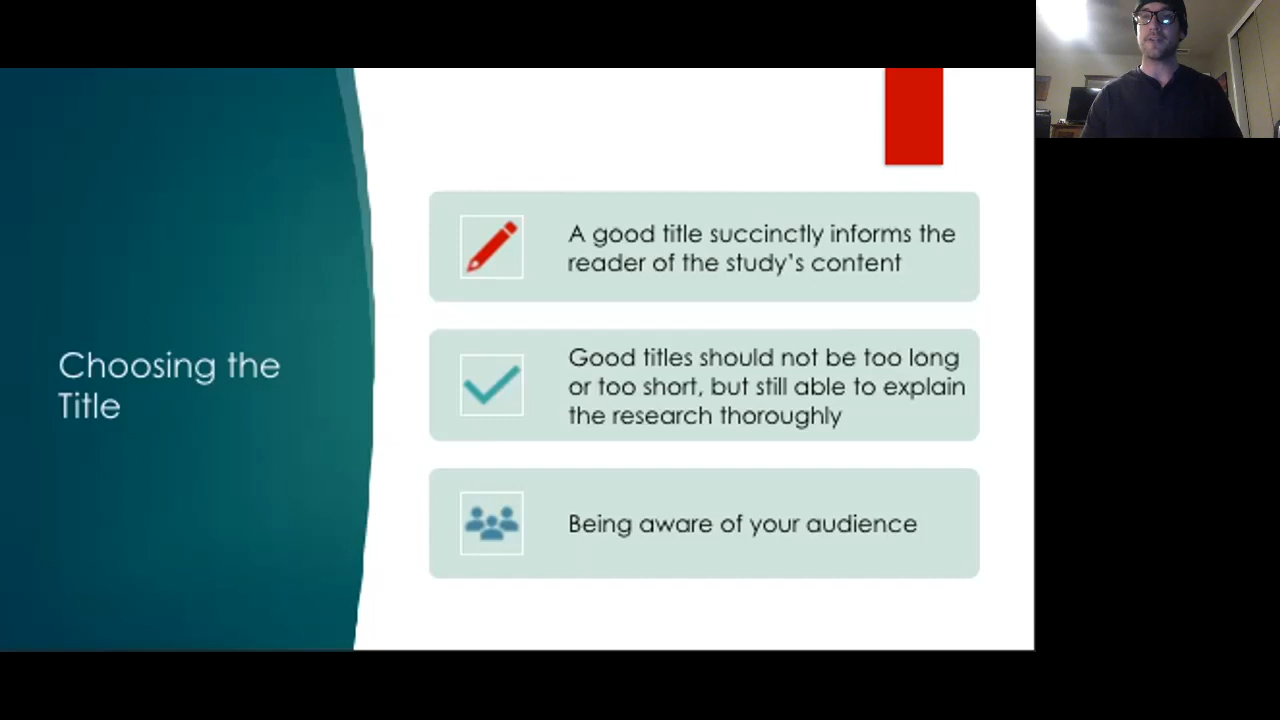 Choosing the
Title
A good title succinctly informs the
reader of the study’s content
Good titles should not be too long
or too short, but still able to explain
the research thoroughly
Being aware of your audience